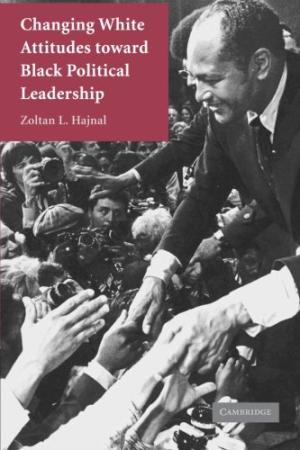 Changing White
Attitudes toward
Black Political
Leadership
Zoltan L. Hajnal
CAMBRIDGE